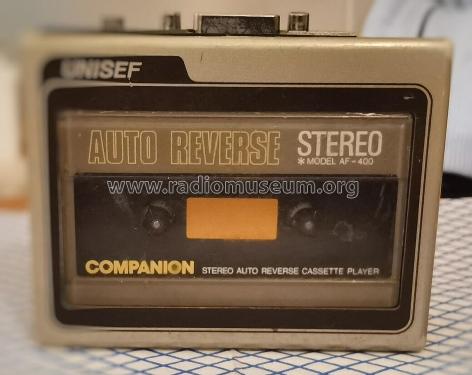 UNISEF
AUTO REVERSE STEREO
* MODEL AF-400
www.radiomuseum.org
COMPANION STEREO AUTO REVERSE CASSETTE PLAYER